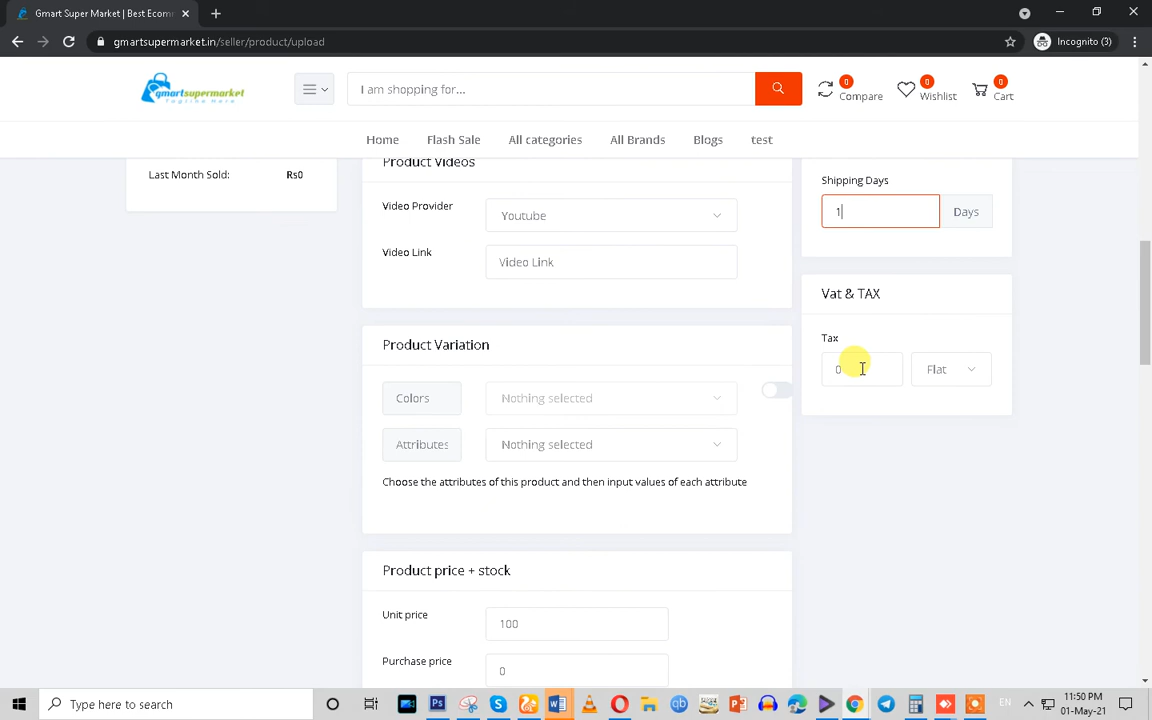 Gmart Super Market | Best Ecom
gmartsupermarket.in/seller/product/upload
Incognito (3)
gmartsupermarket
Tagline Here
I am shopping for...
0
Compare
0
Wishlist
0
Cart
Home
Flash Sale
All categories
All Brands
Blogs
test
Last Month Sold:
Rs0
Product Videos
Video Provider
Youtube
Video Link
Video Link
Product Variation
Colors
Nothing selected
Attributes
Nothing selected
Choose the attributes of this product and then input values of each attribute
Product price + stock
Unit price
100
Purchase price
0
Shipping Days
1
Days
Vat & TAX
Tax
0
Flat
Type here to search
EN
11:50 PM
01-May-21